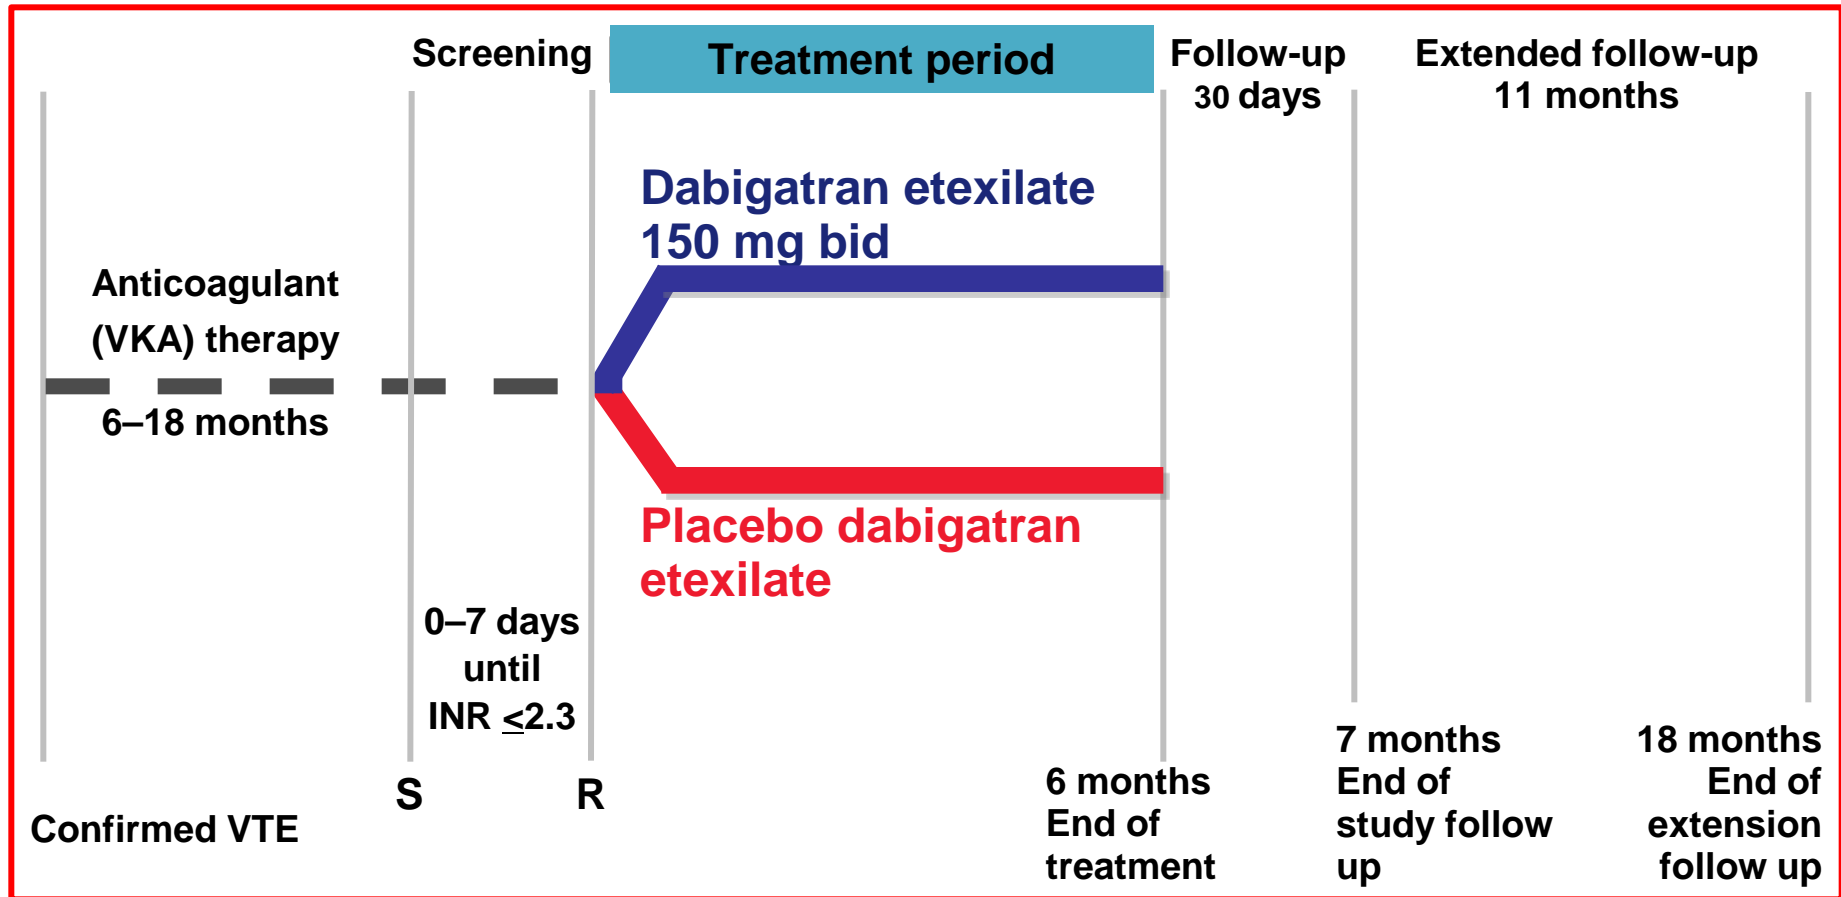 Screening
Treatment period
Follow-up
30 days
Extended follow-up
11 months
Dabigatran etexilate
150 mg bid
Anticoagulant
(VKA) therapy
6–18 months
Placebo dabigatran
etexilate
0–7 days
until
INR ≤2.3
S
R
Confirmed VTE
6 months
End of
treatment
7 months
End of
study follow
up
18 months
End of
extension
follow up